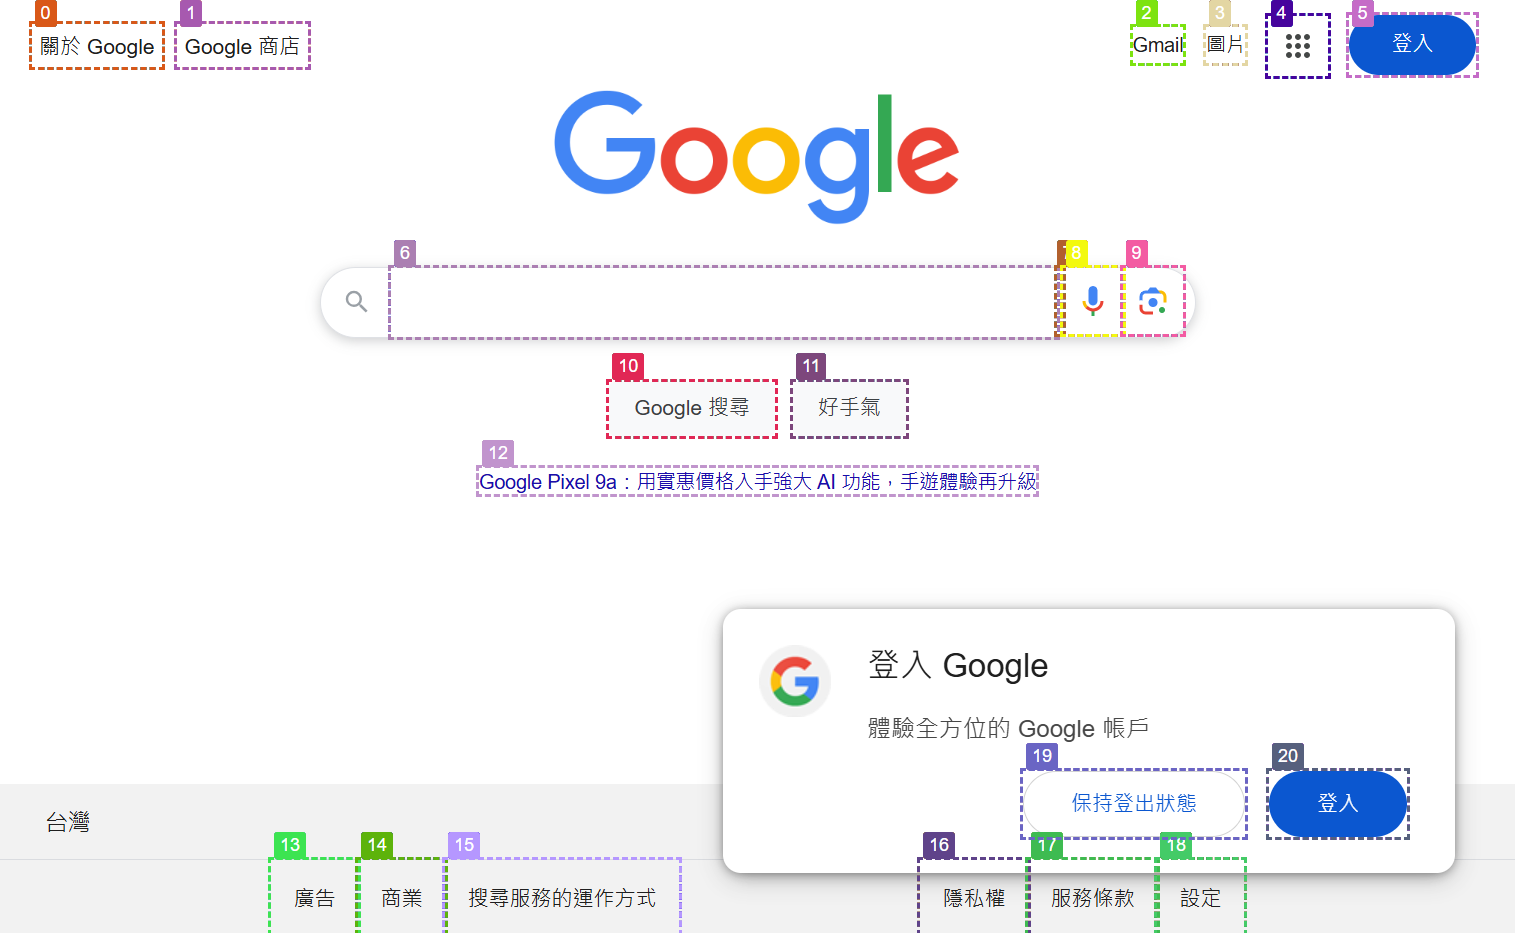 0
1
2
3
4
5
關於 Google
Google 商店
Gmail
圖片
登入
Google
6
8
9
10
11
Google 搜尋
好手氣
12
Google Pixel 9a：用實惠價格入手強大 AI 功能，手遊體驗再升級
登入 Google
體驗全方位的 Google 帳戶
19
20
保持登出狀態
登入
台灣
13
14
15
16
17
18
廣告
商業
搜尋服務的運作方式
隱私權
服務條款
設定